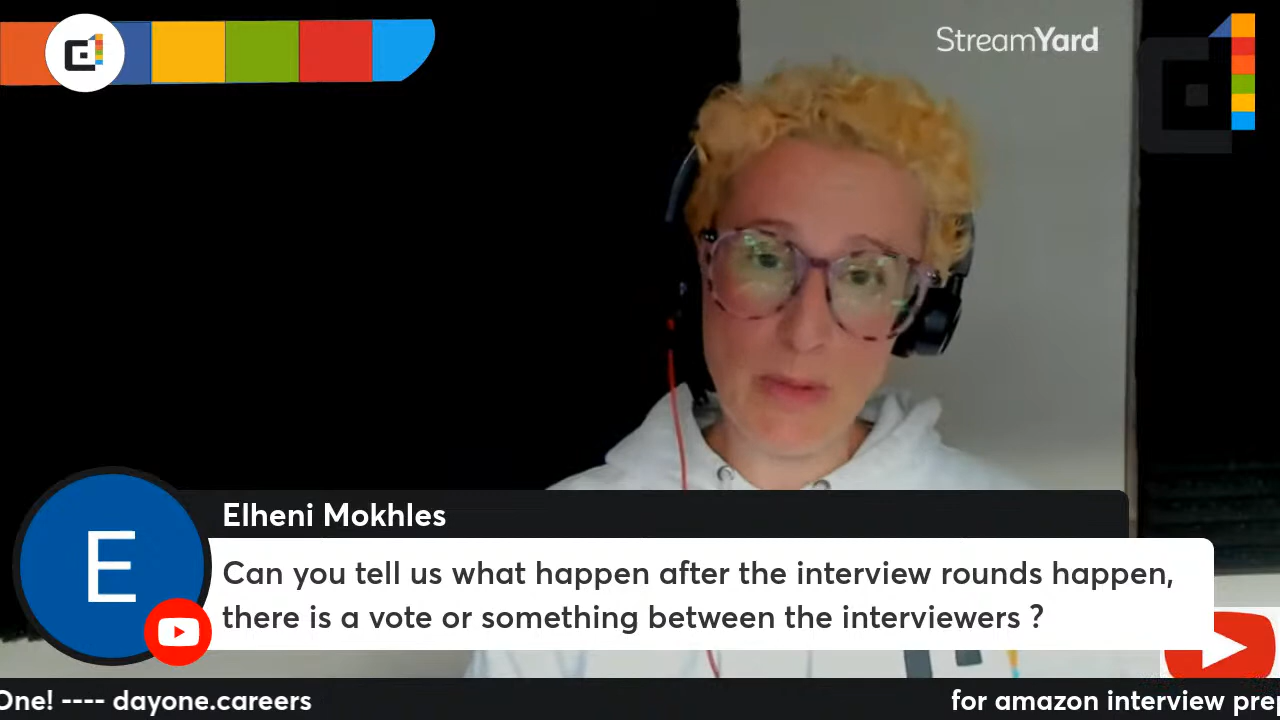 StreamYard
Elheni Mokhles
E
Can you tell us what happen after the interview rounds happen,
there is a vote or something between the interviewers ?
One! ---- dayone.careers
for amazon interview prep